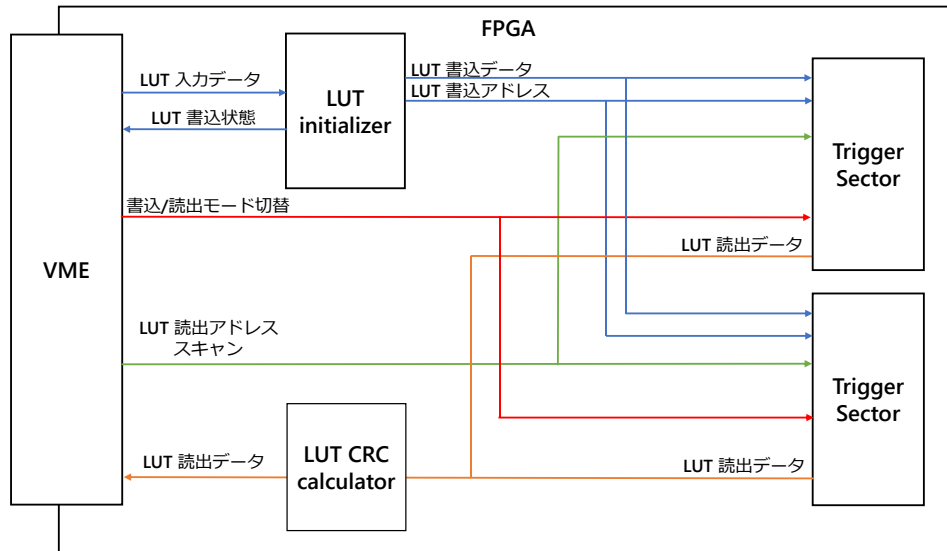 FPGA
LUT 入力データ
LUT 書込状態
LUT
initializer
LUT 書込データ
LUT 書込アドレス
Trigger
Sector
書込/読出モード切替
LUT 読出データ
VME
LUT 読出アドレス
スキャン
Trigger
Sector
LUT 読出データ
LUT CRC
calculator
LUT 読出データ